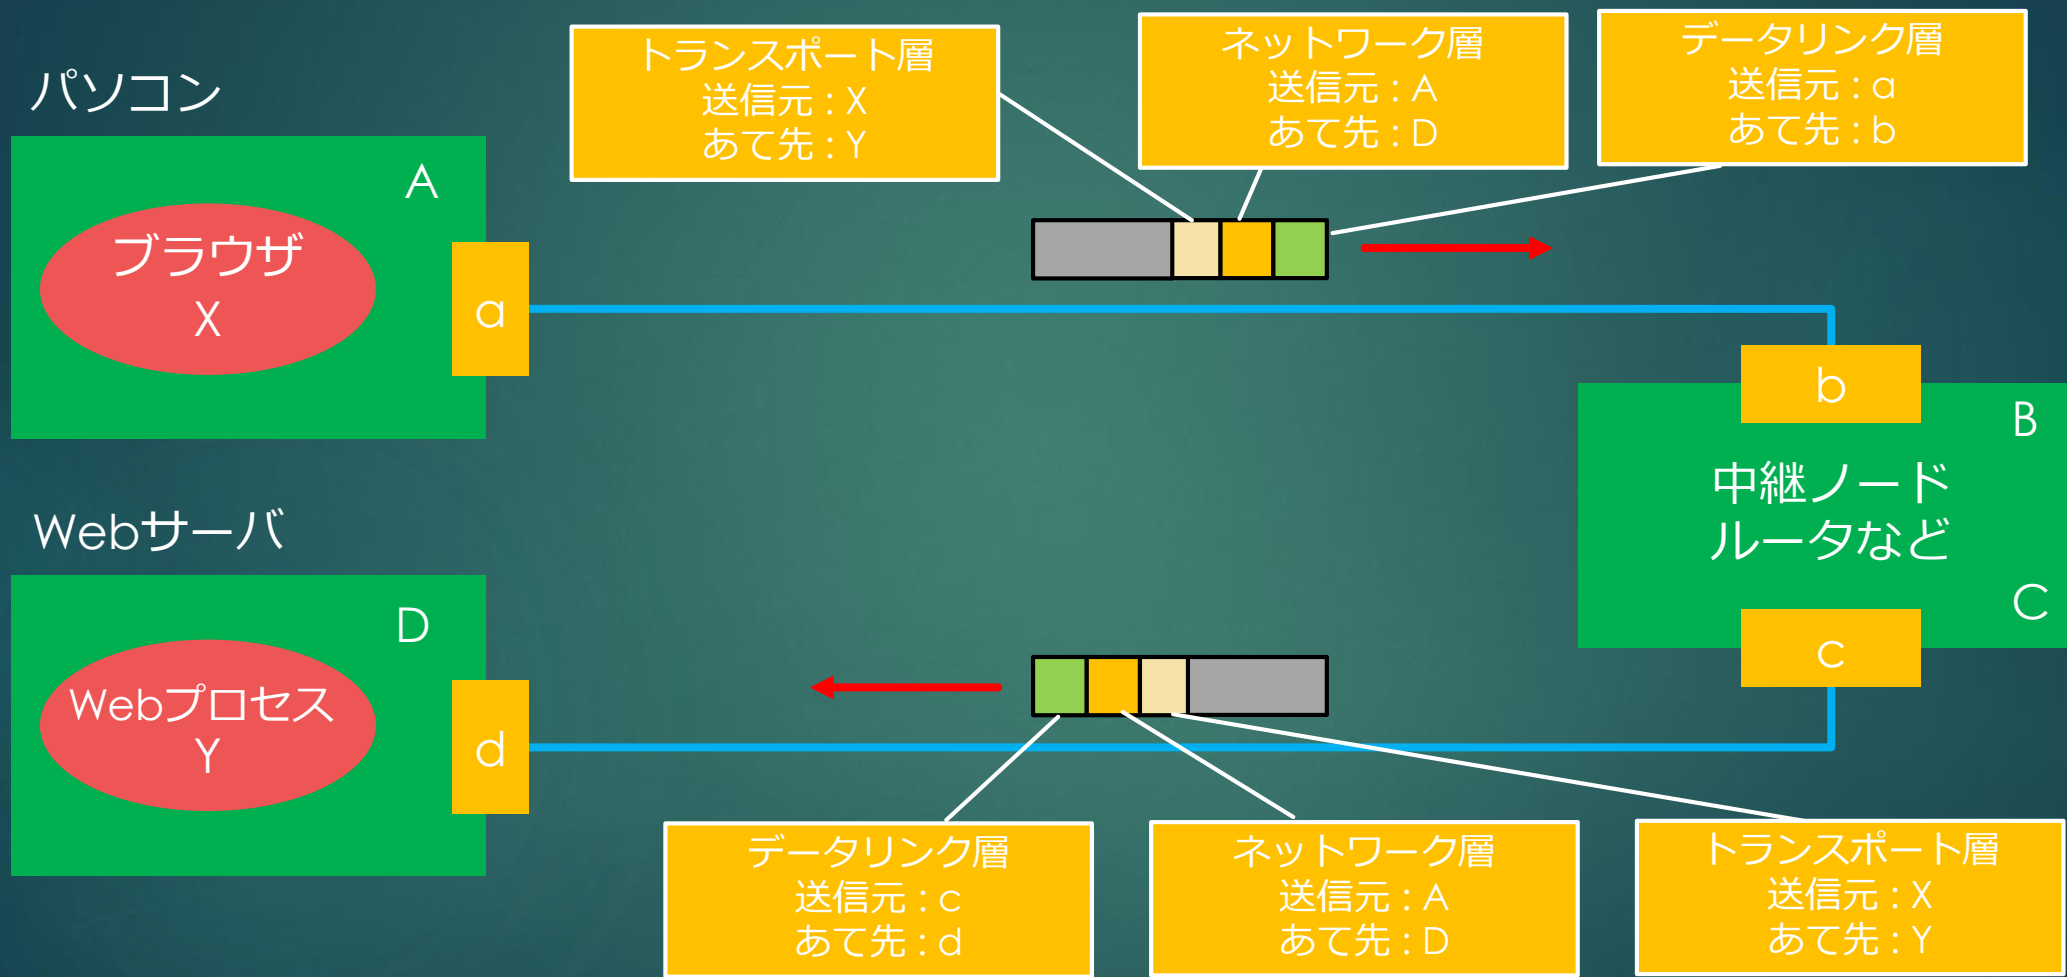 トランスポート層
送信元:X
あて先:Y
ネットワーク層
送信元:A
あて先:D
データリンク層
送信元:a
あて先:b
パソコン
A
ブラウザ
X
a
b
B
中継ノード
ルータなど
C
c
Webサーバ
D
Webプロセス
Y
d
データリンク層
送信元:c
あて先:d
ネットワーク層
送信元:A
あて先:D
トランスポート層
送信元:X
あて先:Y